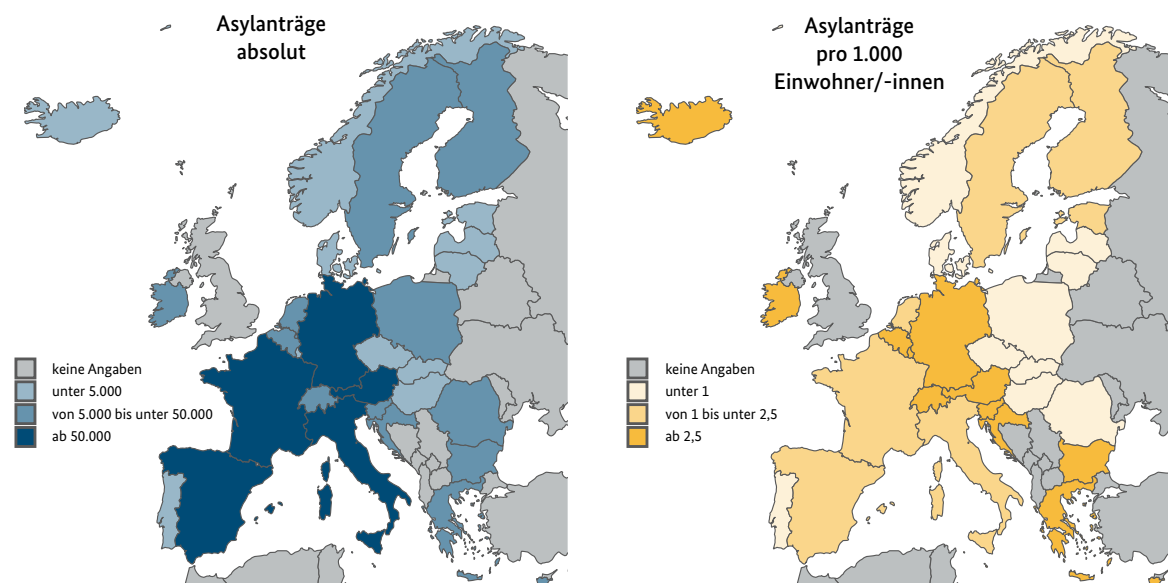 Asylanträge
absolut
keine Angaben
unter 5.000
von 5.000 bis unter 50.000
ab 50.000
Asylanträge
pro 1.000
Einwohner/-innen
keine Angaben
unter 1
von 1 bis unter 2,5
ab 2,5